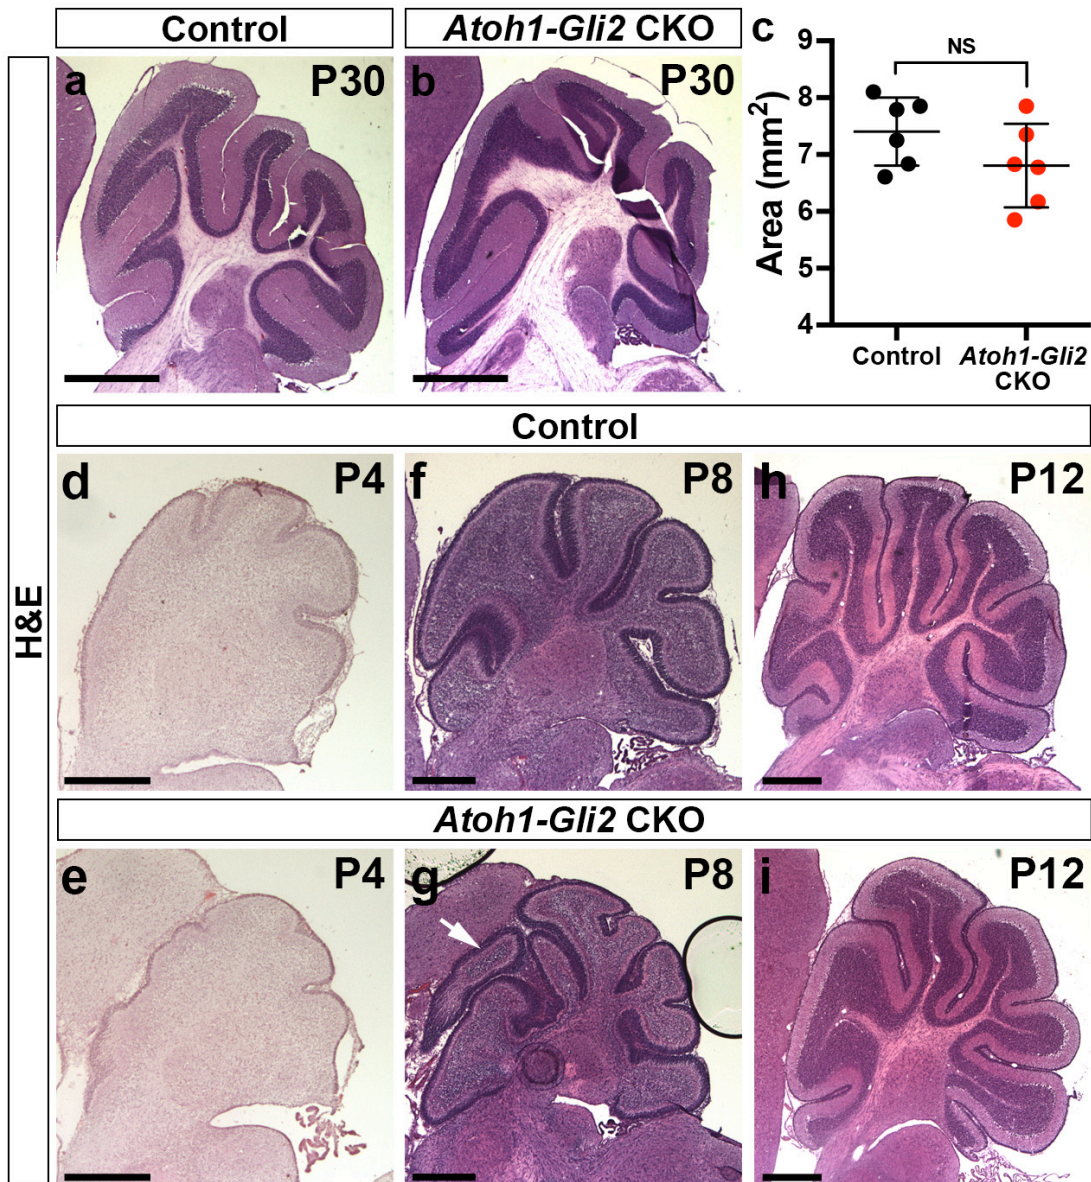 Control
Atoh1-Gli2 CKO
a
P30
b
P30
c
9
8
7
6
5
4
Area (mm²)
NS
Control
Atoh1-Gli2
CKO
H&E
Control
d
P4
f
P8
h
P12
Atoh1-Gli2 CKO
e
P4
g
P8
i
P12